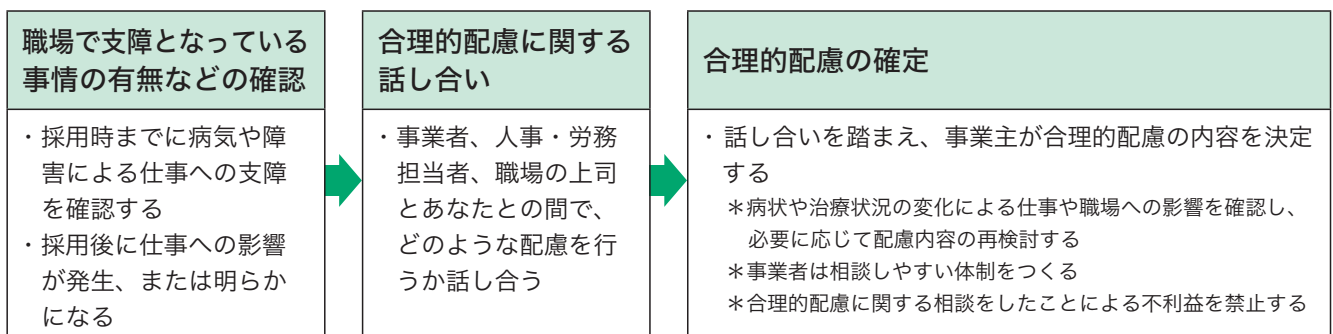 職場で支障となっている
事情の有無などの確認
・採用時までに病気や障
害による仕事への支障
を確認する
・採用後に仕事への影響
が発生、または明らか
になる
合理的配慮に関する
話し合い
・事業者、人事・労務
担当者、職場の上司
とあなたとの間で、
どのような配慮を行
うか話し合う
合理的配慮の確定
・話し合いを踏まえ、事業主が合理的配慮の内容を決定
する
＊病状や治療状況の変化による仕事や職場への影響を確認し、
必要に応じて配慮内容の再検討する
＊事業者は相談しやすい体制をつくる
＊合理的配慮に関する相談をしたことによる不利益を禁止する